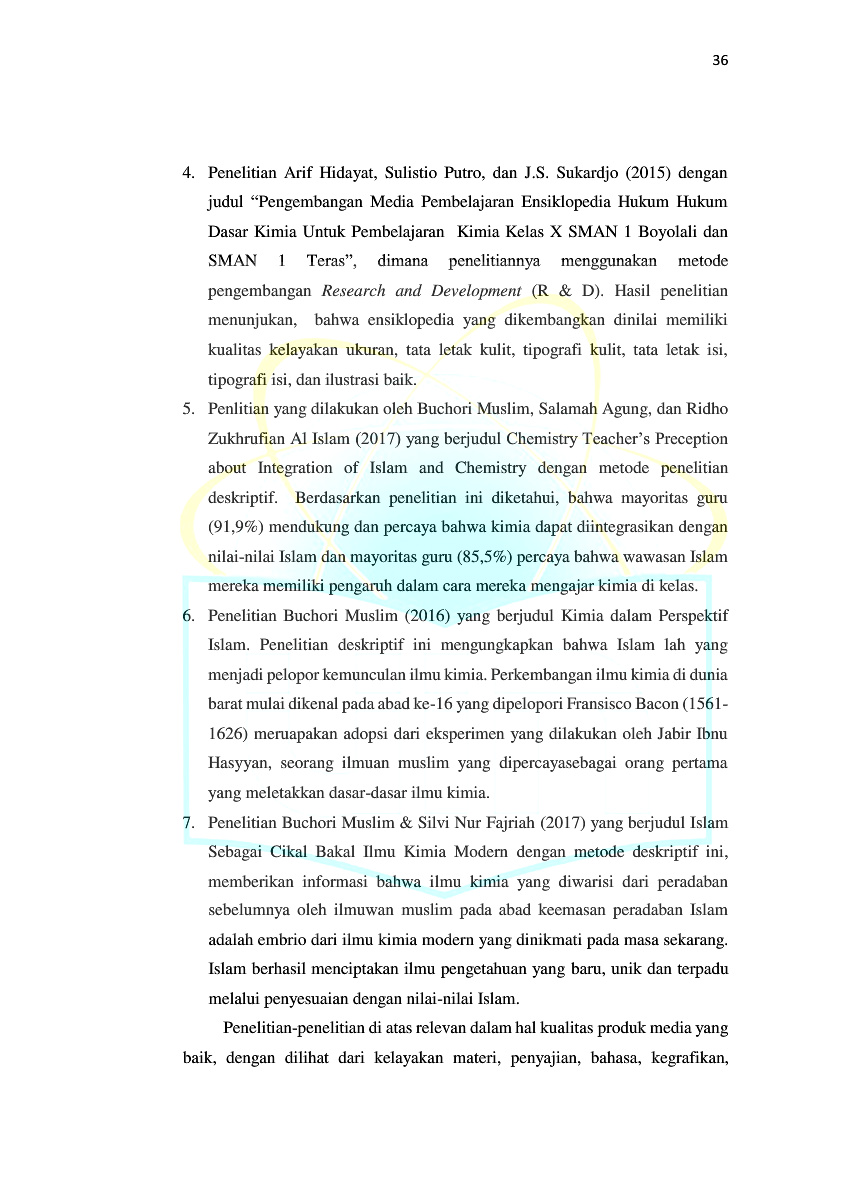 36
4. Penelitian Arif Hidayat, Sulistio Putro, dan J.S. Sukardjo (2015) dengan
judul “Pengembangan Media Pembelajaran Ensiklopedia Hukum Hukum
Dasar Kimia Untuk Pembelajaran Kimia Kelas X SMAN 1 Boyolali dan
SMAN 1 Teras”, dimana penelitiannya menggunakan metode
pengembangan Research and Development (R & D). Hasil penelitian
menunjukan, bahwa ensiklopedia yang dikembangkan dinilai memiliki
kualitas kelayakan ukuran, tata letak kulit, tipografi kulit, tata letak isi,
tipografi isi, dan ilustrasi baik.
5. Penlitian yang dilakukan oleh Buchori Muslim, Salamah Agung, dan Ridho
Zukhrufian Al Islam (2017) yang berjudul Chemistry Teacher’s Preception
about Integration of Islam and Chemistry dengan metode penelitian
deskriptif. Berdasarkan penelitian ini diketahui, bahwa mayoritas guru
(91,9%) mendukung dan percaya bahwa kimia dapat diintegrasikan dengan
nilai-nilai Islam dan mayoritas guru (85,5%) percaya bahwa wawasan Islam
mereka memiliki pengaruh dalam cara mereka mengajar kimia di kelas.
6. Penelitian Buchori Muslim (2016) yang berjudul Kimia dalam Perspektif
Islam. Penelitian deskriptif ini mengungkapkan bahwa Islam lah yang
menjadi pelopor kemunculan ilmu kimia. Perkembangan ilmu kimia di dunia
barat mulai dikenal pada abad ke-16 yang dipelopori Fransisco Bacon (1561-
1626) meruapakan adopsi dari eksperimen yang dilakukan oleh Jabir Ibnu
Hasyyan, seorang ilmuan muslim yang dipercayasebagai orang pertama
yang meletakkan dasar-dasar ilmu kimia.
7. Penelitian Buchori Muslim & Silvi Nur Fajriah (2017) yang berjudul Islam
Sebagai Cikal Bakal Ilmu Kimia Modern dengan metode deskriptif ini,
memberikan informasi bahwa ilmu kimia yang diwarisi dari peradaban
sebelumnya oleh ilmuwan muslim pada abad keemasan peradaban Islam
adalah embrio dari ilmu kimia modern yang dinikmati pada masa sekarang.
Islam berhasil menciptakan ilmu pengetahuan yang baru, unik dan terpadu
melalui penyesuaian dengan nilai-nilai Islam.
Penelitian-penelitian di atas relevan dalam hal kualitas produk media yang
baik, dengan dilihat dari kelayakan materi, penyajian, bahasa, kegrafikan,